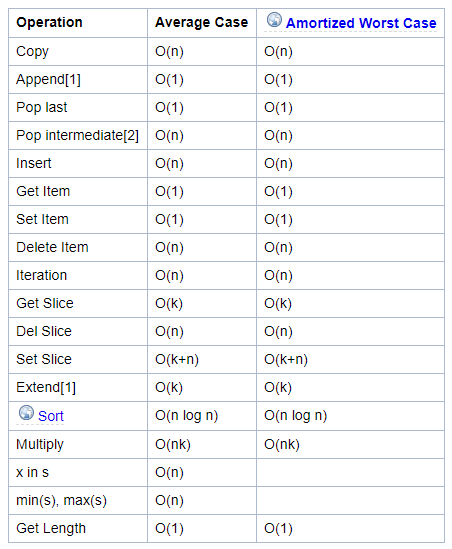 Operation Average Case Amortized Worst Case
Copy O(n) O(n)
Append[1] O(1) O(1)
Pop last O(1) O(1)
Pop intermediate[2] O(n) O(n)
Insert O(n) O(n)
Get Item O(1) O(1)
Set Item O(1) O(1)
Delete Item O(n) O(n)
Iteration O(n) O(n)
Get Slice O(k) O(k)
Del Slice O(n) O(n)
Set Slice O(k+n) O(k+n)
Extend[1] O(k) O(k)
Sort O(n log n) O(n log n)
Multiply O(nk) O(nk)
x in s O(n)
min(s), max(s) O(n)
Get Length O(1) O(1)